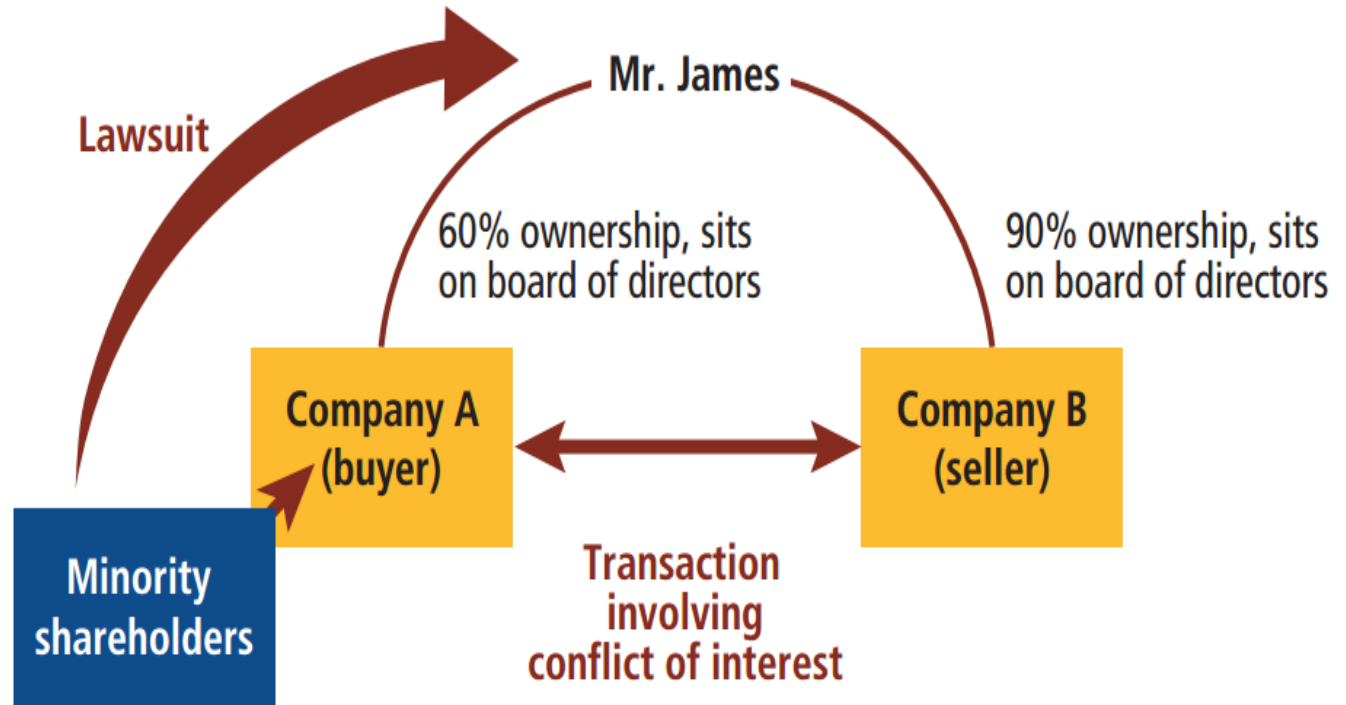 Mr. James
Lawsuit
60% ownership, sits
on board of directors
90% ownership, sits
on board of directors
Company A
(buyer)
Company B
(seller)
Minority
shareholders
Transaction
involving
conflict of interest